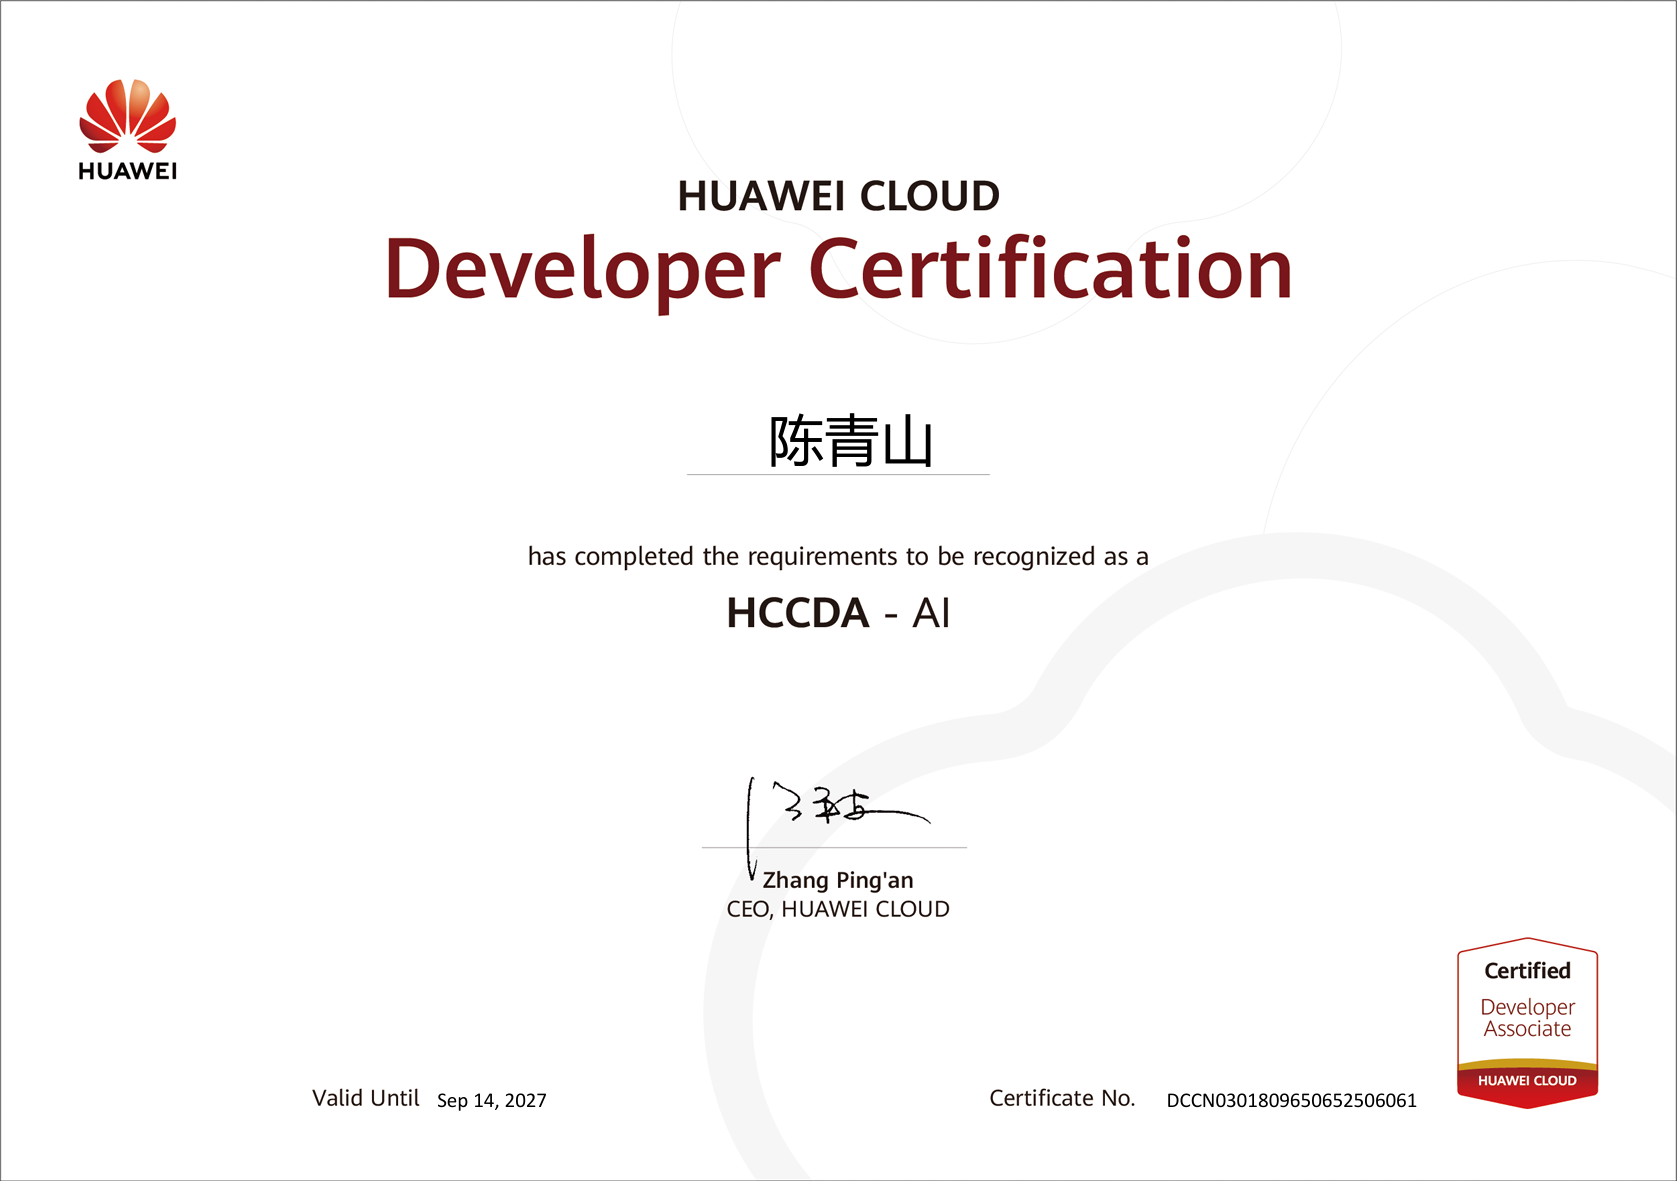 HUAWEI
HUAWEI CLOUD
Developer Certification
陈青山
has completed the requirements to be recognized as a
HCCDA - AI
Zhang Ping'an
CEO, HUAWEI CLOUD
Certified
Developer
Associate
HUAWEI CLOUD
Valid Until Sep 14, 2027
Certificate No. DCCN0301809650652506061